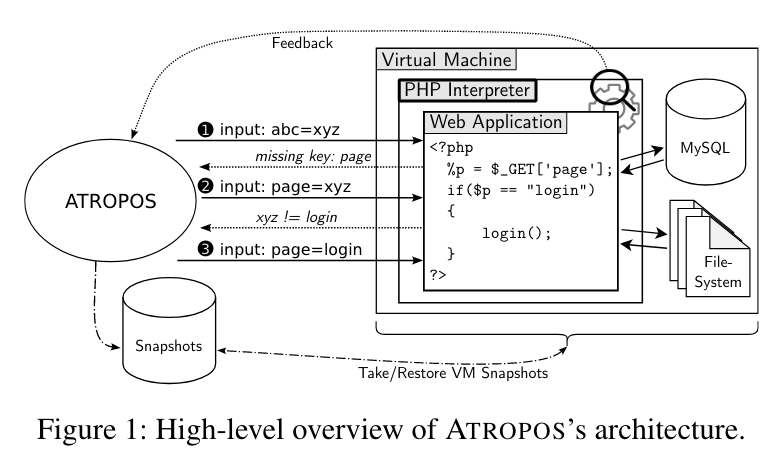 Feedback
Virtual Machine
PHP Interpreter
Web Application
❶ input: abc=xyz
missing key: page
❷ input: page=xyz
xyz != login
❸ input: page=login
ATROPOS
<?php
%p = $_GET['page'];
if($p == "login")
{
login();
}
?>
MySQL
File-
System
Snapshots
Take/Restore VM Snapshots
Figure 1: High-level overview of ATROPOS's architecture.